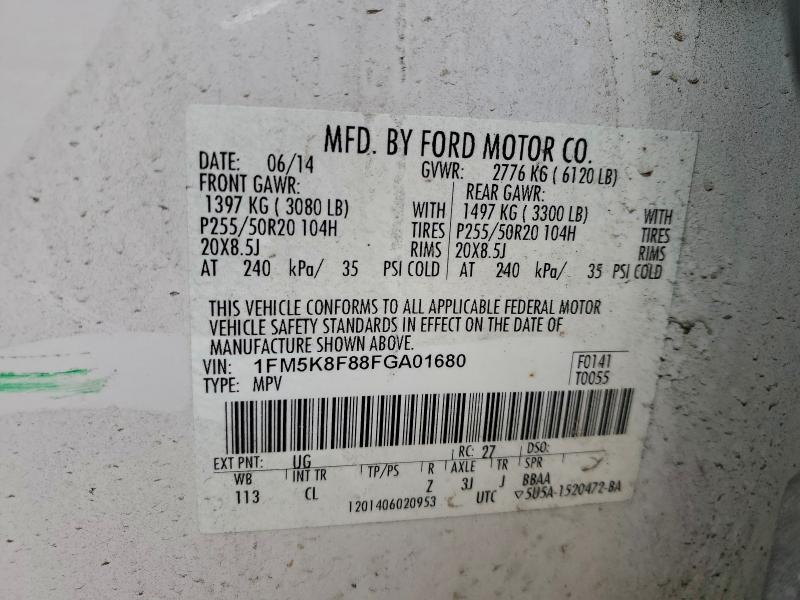 MFD. BY FORD MOTOR CO.
DATE: 06/14 GVWR: 2776 KG ( 6120 LB)
FRONT GAWR: REAR GAWR:
1397 KG ( 3080 LB) WITH 1497 KG ( 3300 LB) WITH
P255/50R20 104H TIRES P255/50R20 104H TIRES
20X8.5J RIMS 20X8.5J RIMS
AT 240 kPa/ 35 PSI COLD AT 240 kPa/ 35 PSI COLD
THIS VEHICLE CONFORMS TO ALL APPLICABLE FEDERAL MOTOR
VEHICLE SAFETY STANDARDS IN EFFECT ON THE DATE OF
MANUFACTURE SHOWN ABOVE.
VIN: 1FM5K8F88FGA01680 F0141
TYPE: MPV T0055
EXT PNT: UG RC: 27 DSO:
WB INT TR TP/PS R AXLE TR SPR
113 CL Z 3J J BBAA
1201406020953 UTC ▽5U5A-1520472-BA